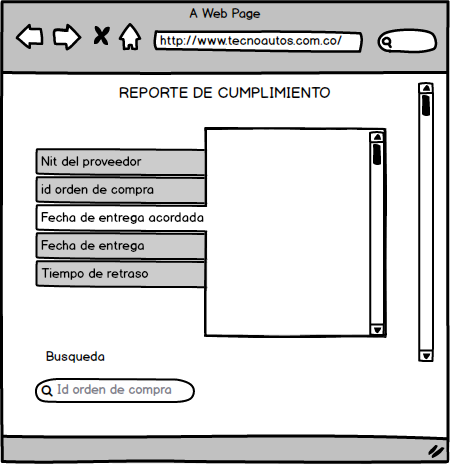 A Web Page
http://www.tecnoautos.com.co/
REPORTE DE CUMPLIMIENTO
Nit del proveedor
id orden de compra
Fecha de entrega acordada
Fecha de entrega
Tiempo de retraso
Busqueda
Id orden de compra